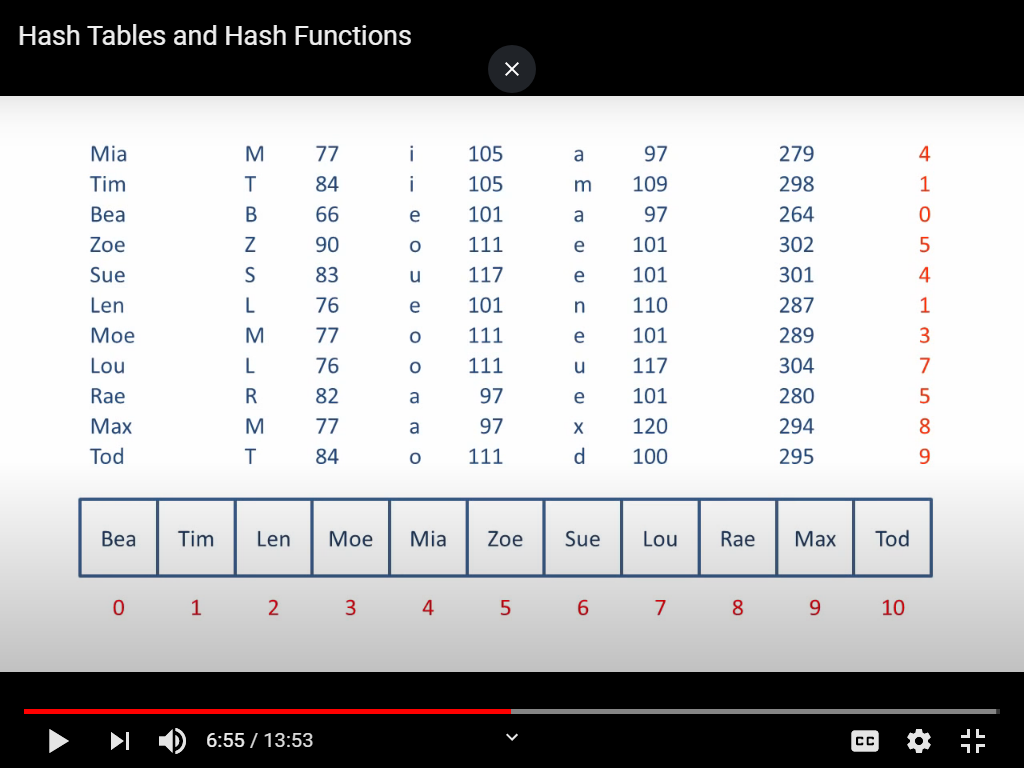 Hash Tables and Hash Functions
Mia M 77 i 105 a 97 279 4
Tim T 84 i 105 m 109 298 1
Bea B 66 e 101 a 97 264 0
Zoe Z 90 o 111 e 101 302 5
Sue S 83 u 117 e 101 301 4
Len L 76 e 101 n 110 287 1
Moe M 77 o 111 e 101 289 3
Lou L 76 o 111 u 117 304 7
Rae R 82 a 97 e 101 280 5
Max M 77 a 97 x 120 294 8
Tod T 84 o 111 d 100 295 9
Bea Tim Len Moe Mia Zoe Sue Lou Rae Max Tod
0 1 2 3 4 5 6 7 8 9 10
6:55 / 13:53 CC